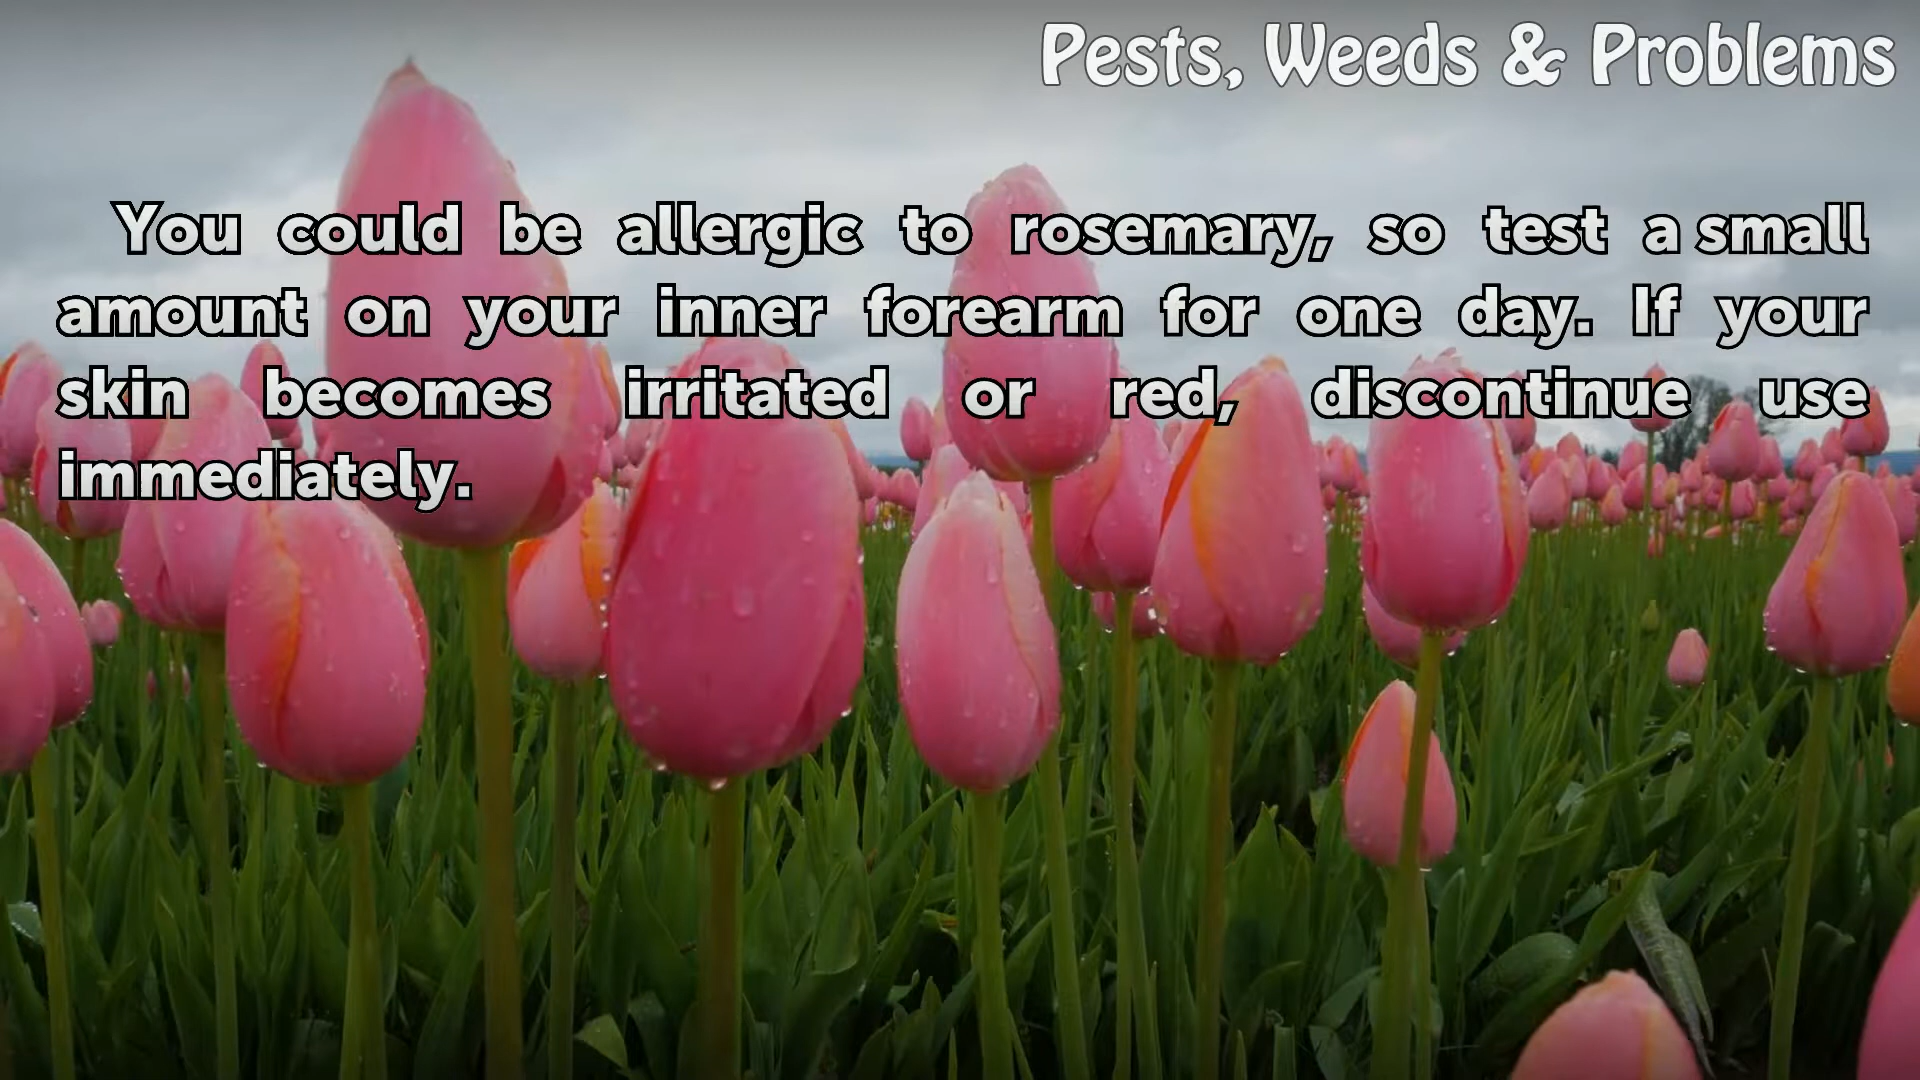 Pests, Weeds & Problems
You could be allergic to rosemary, so test a small
amount on your inner forearm for one day. If your
skin becomes irritated or red, discontinue use
immediately.